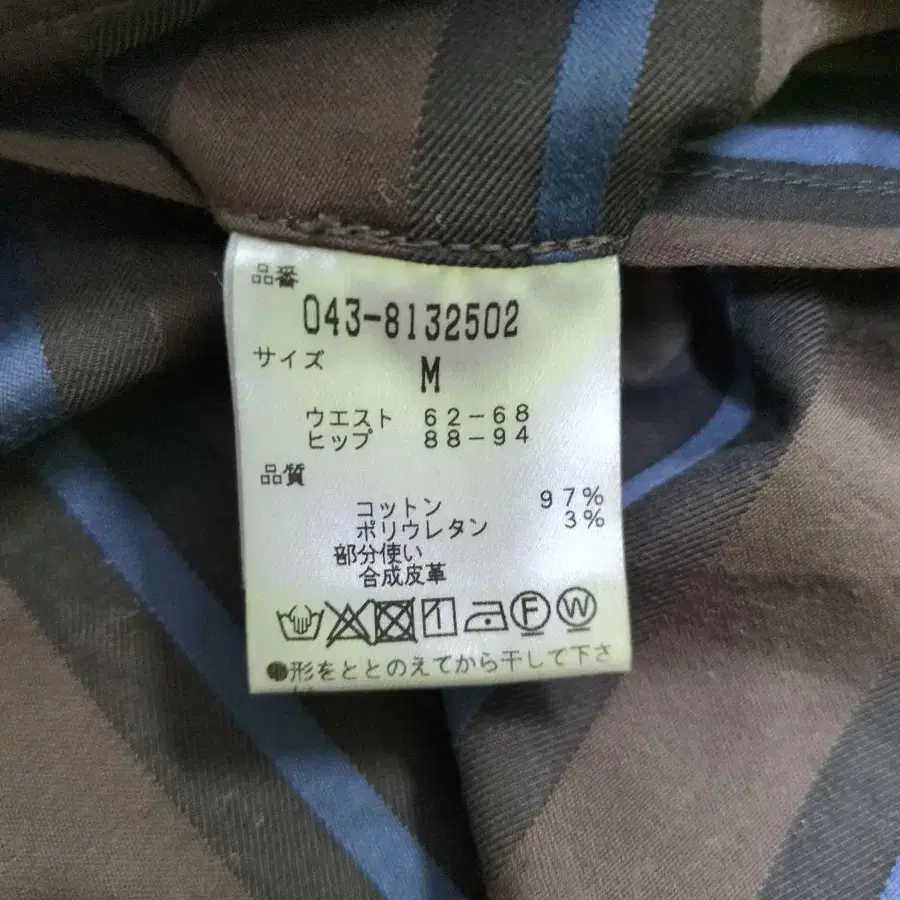 品番
043-8132502
サイズ
M
ウエスト 62-68
ヒップ 88-94
品質
コットン 97%
ポリウレタン 3%
部分使い
合成皮革
F W
●形をととのえてから干して下さ